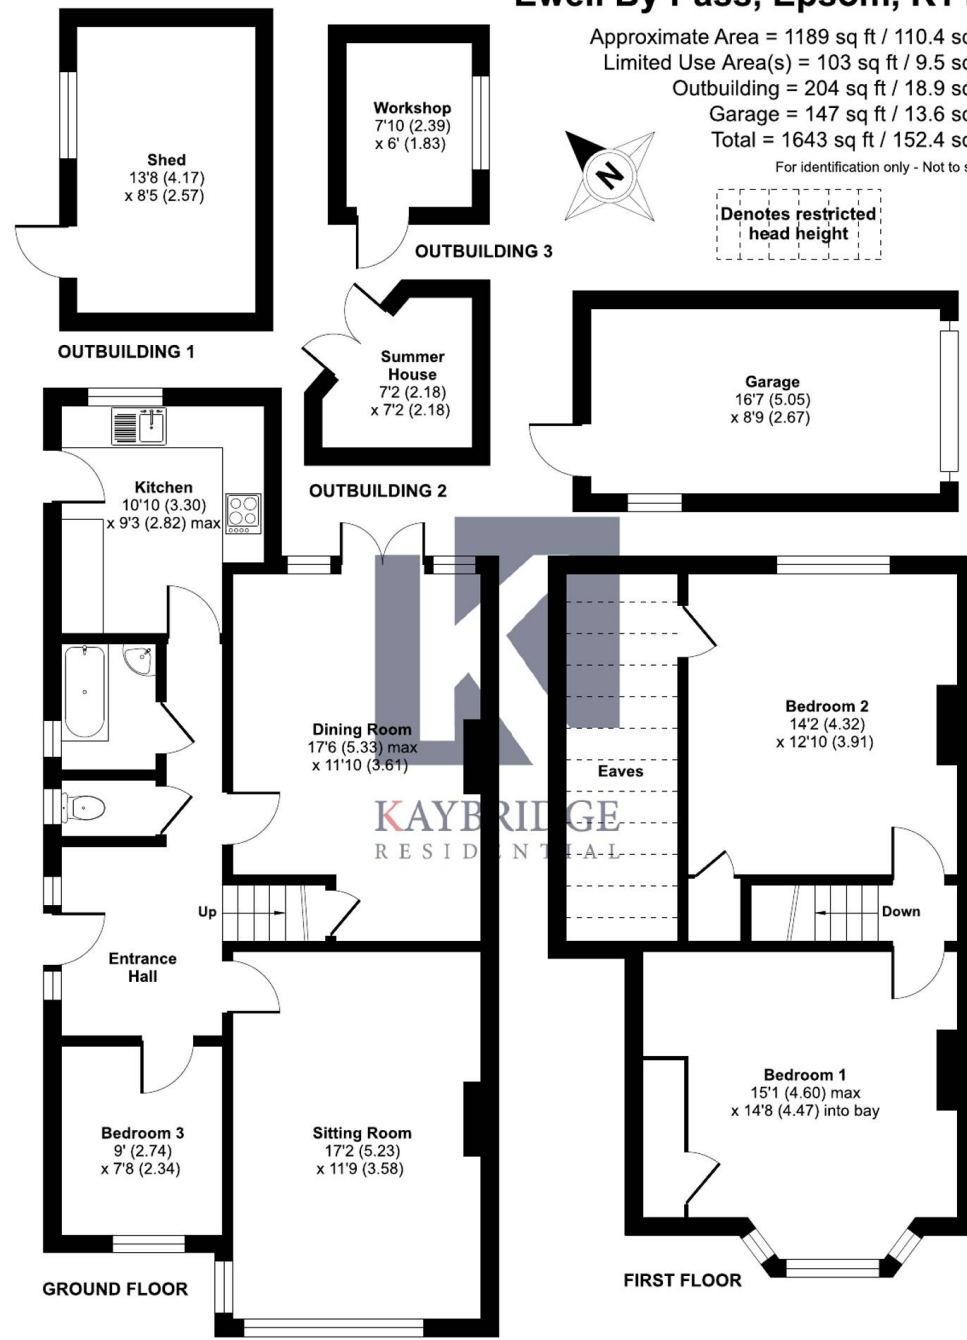 Approximate Area = 1189 sq ft / 110.4
Limited Use Area(s) = 103 sq ft / 9.5
Outbuilding = 204 sq ft / 18.9
Garage = 147 sq ft / 13.6
Total = 1643 sq ft / 152.4
For identification only - Not to
Denotes restricted
head height
N
Shed
13'8 (4.17)
x 8'5 (2.57)
OUTBUILDING 1
Workshop
7'10 (2.39)
x 6' (1.83)
OUTBUILDING 3
Summer
House
7'2 (2.18)
x 7'2 (2.18)
OUTBUILDING 2
Garage
16'7 (5.05)
x 8'9 (2.67)
Kitchen
10'10 (3.30)
x 9'3 (2.82) max
Dining Room
17'6 (5.33) max
x 11'10 (3.61)
KAYBRIDGE
RESIDENTIAL
Up
Entrance
Hall
Bedroom 3
9' (2.74)
x 7'8 (2.34)
Sitting Room
17'2 (5.23)
x 11'9 (3.58)
GROUND FLOOR
Eaves
Bedroom 2
14'2 (4.32)
x 12'10 (3.91)
Down
Bedroom 1
15'1 (4.60) max
x 14'8 (4.47) into bay
FIRST FLOOR